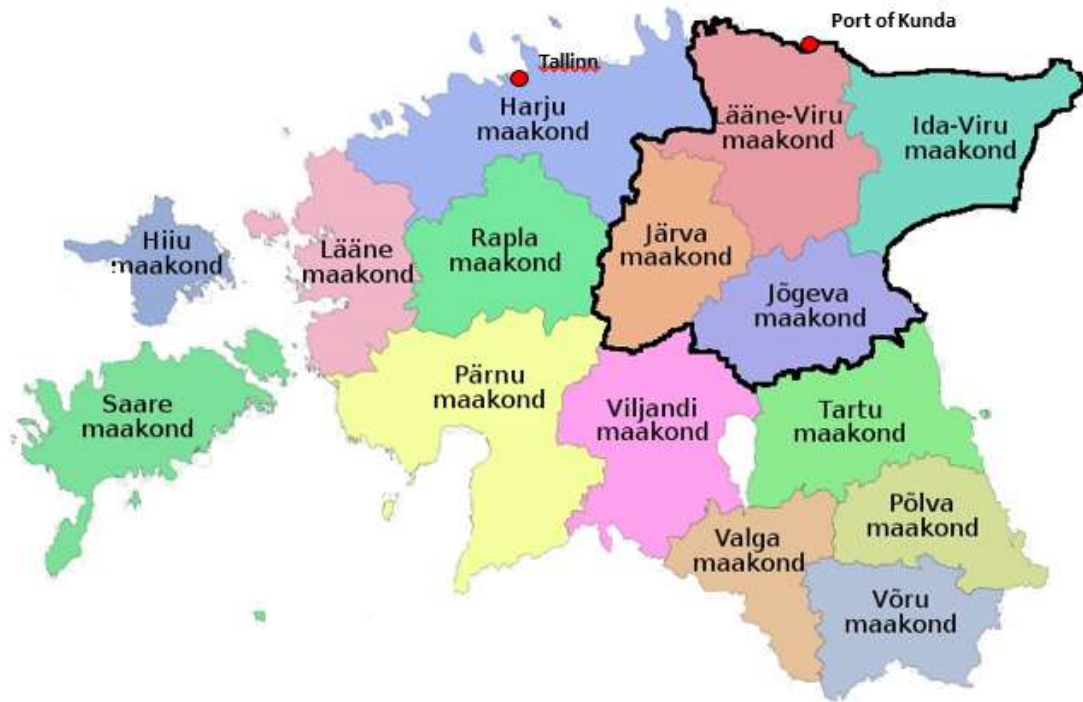 Port of Kunda
Tallinn
Harju
maakond
Lääne-Viru
maakond
Ida-Viru
maakond
Hiiu
maakond
Lääne
maakond
Rapla
maakond
Järva
maakond
Jõgeva
maakond
Saare
maakond
Pärnu
maakond
Viljandi
maakond
Tartu
maakond
Põlva
maakond
Valga
maakond
Võru
maakond